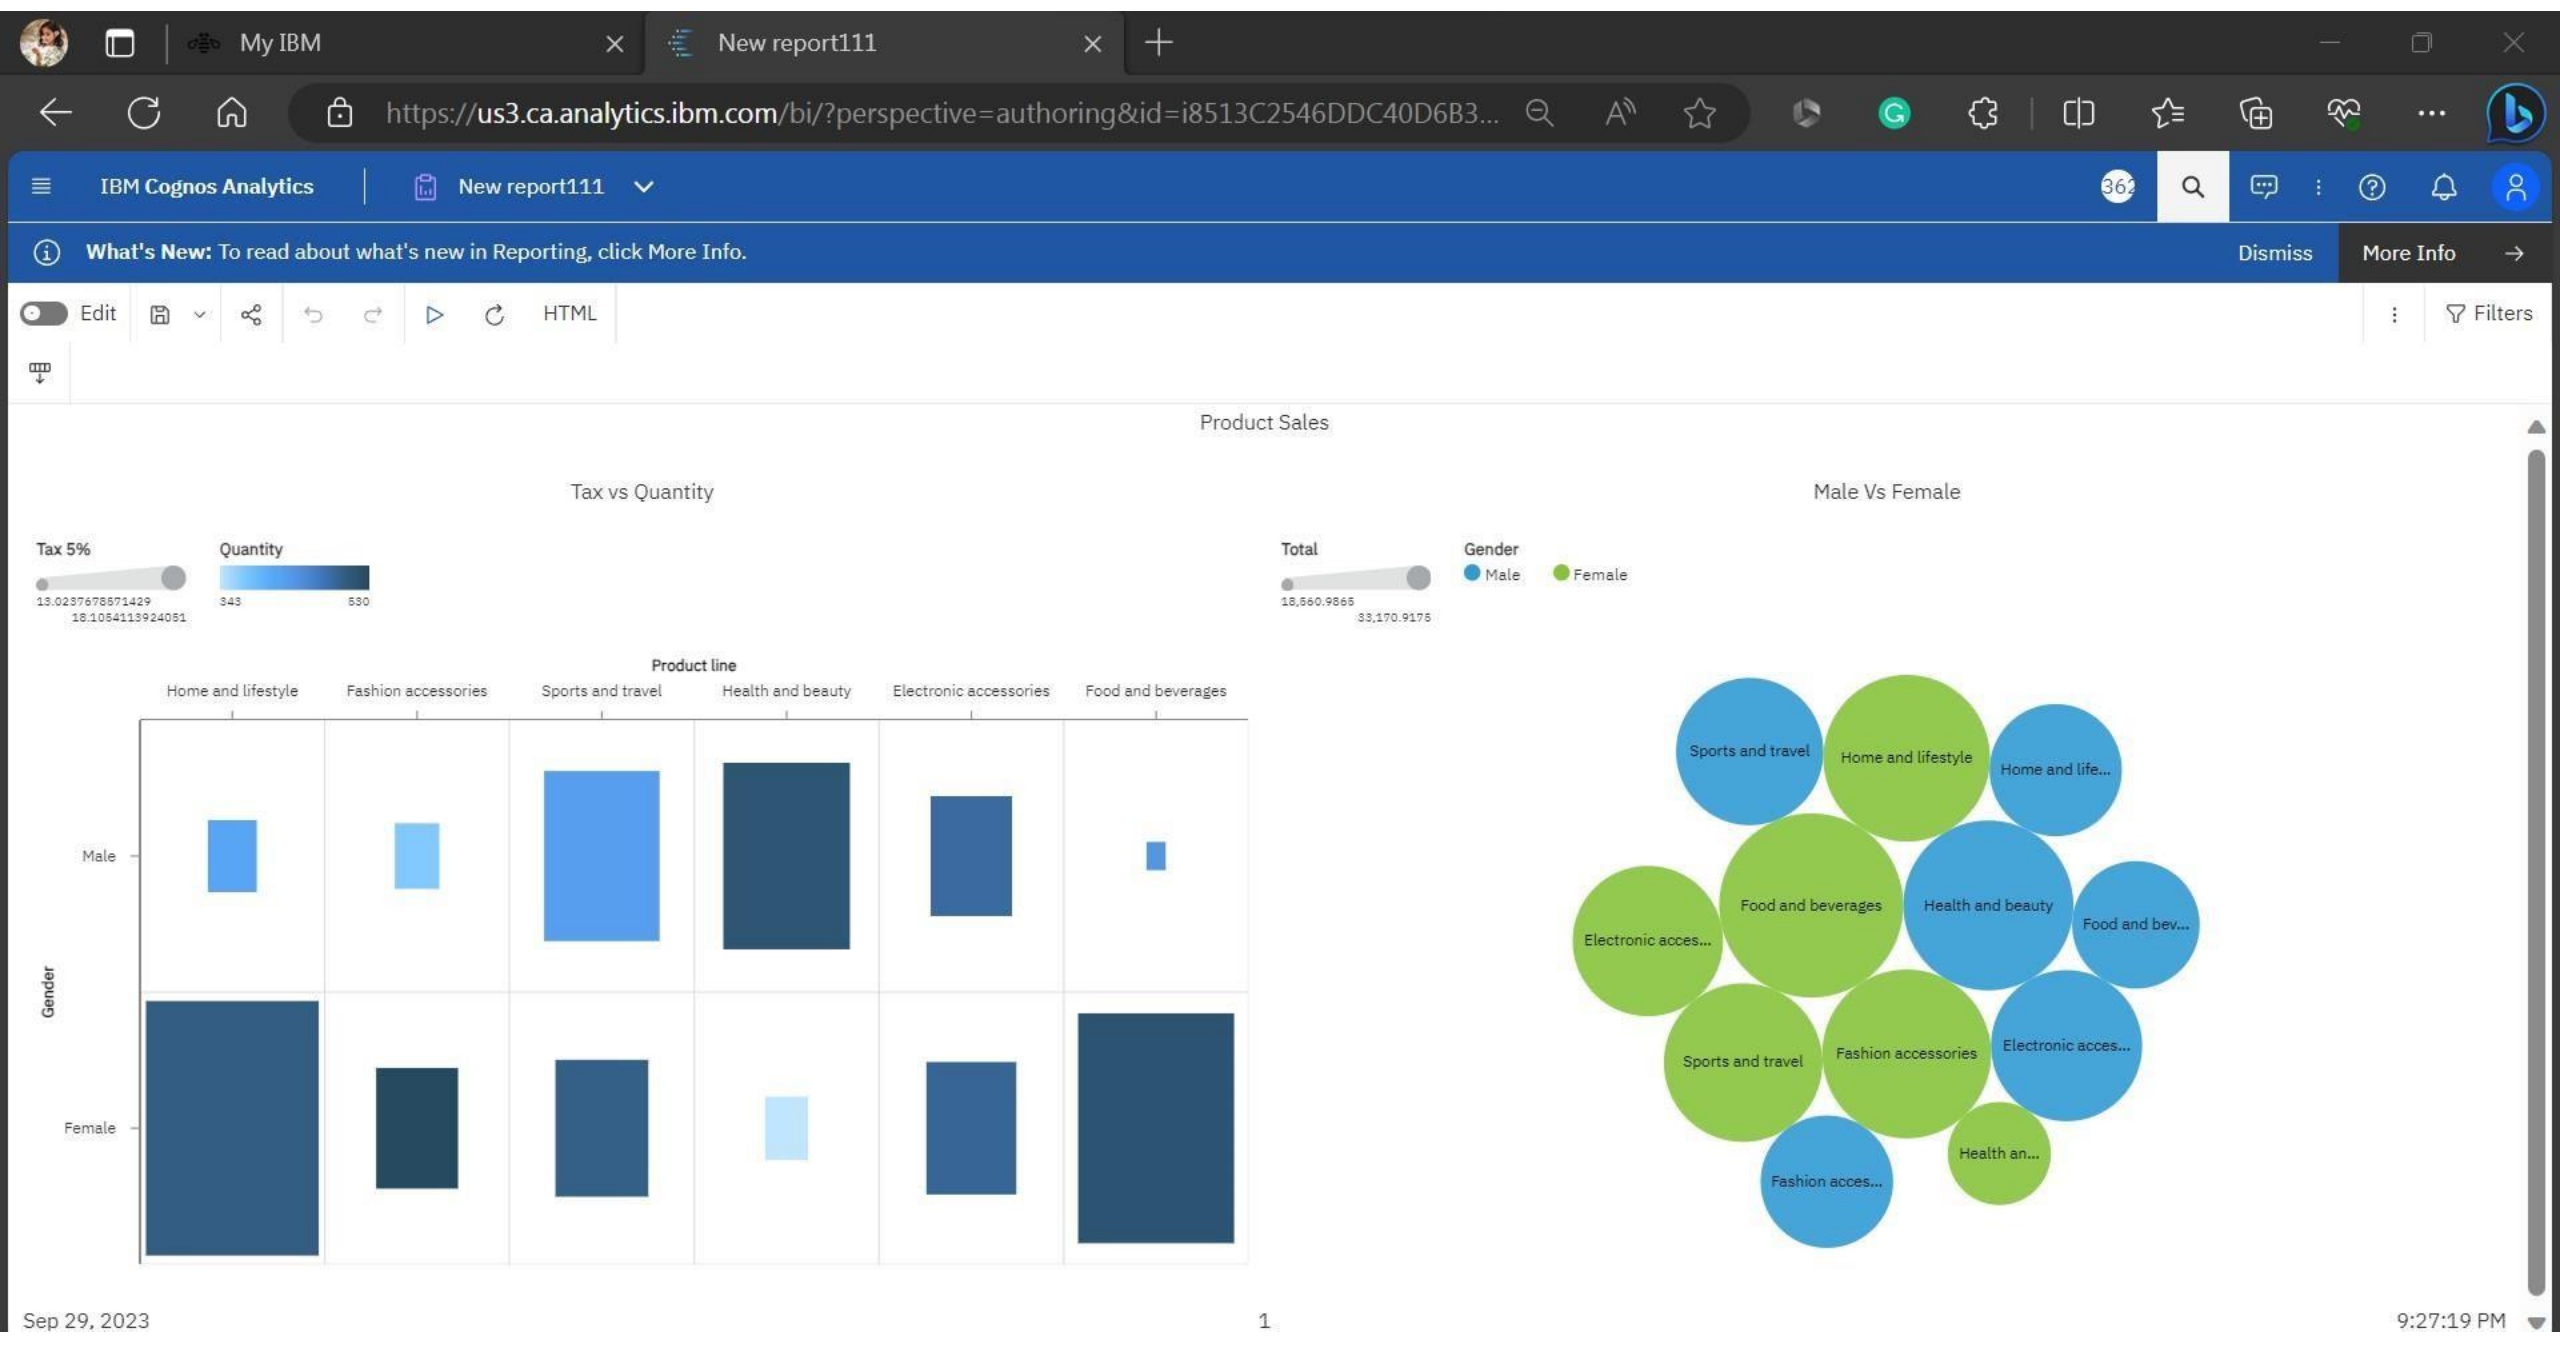 My IBM
New report111
https://us3.ca.analytics.ibm.com/bi/?perspective=authoring&id=i8513C2546DDC40D6B3...
IBM Cognos Analytics
New report111
362
What's New: To read about what's new in Reporting, click More Info.
Dismiss
More Info
Edit
HTML
Filters
Product Sales
Tax vs Quantity
Tax 5%
Quantity
13.0237678571429
343
530
18.1054113924051
Product line
Home and lifestyle
Fashion accessories
Sports and travel
Health and beauty
Electronic accessories
Food and beverages
Male
Gender
Female
Male Vs Female
Total
Gender
Male
Female
18,560.9865
33,170.9175
Sports and travel
Home and lifestyle
Home and life...
Food and beverages
Health and beauty
Food and bev...
Electronic acces...
Sports and travel
Fashion accessories
Electronic acces...
Health an...
Fashion acces...
Sep 29, 2023
1
9:27:19 PM